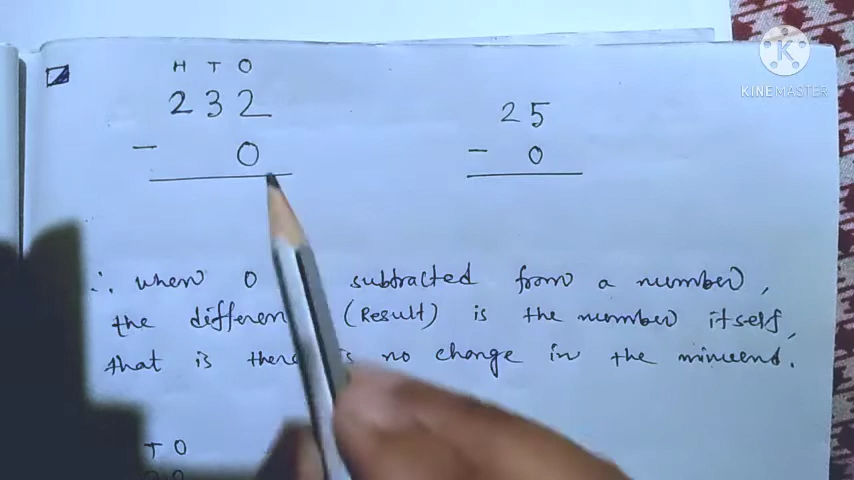 H T O
232
- 0
25
- 0
K
KINEMASTER
∴ when 0 subtracted from a number,
the differen (Result) is the number itself,
that is there is no change in the minuend.
T O